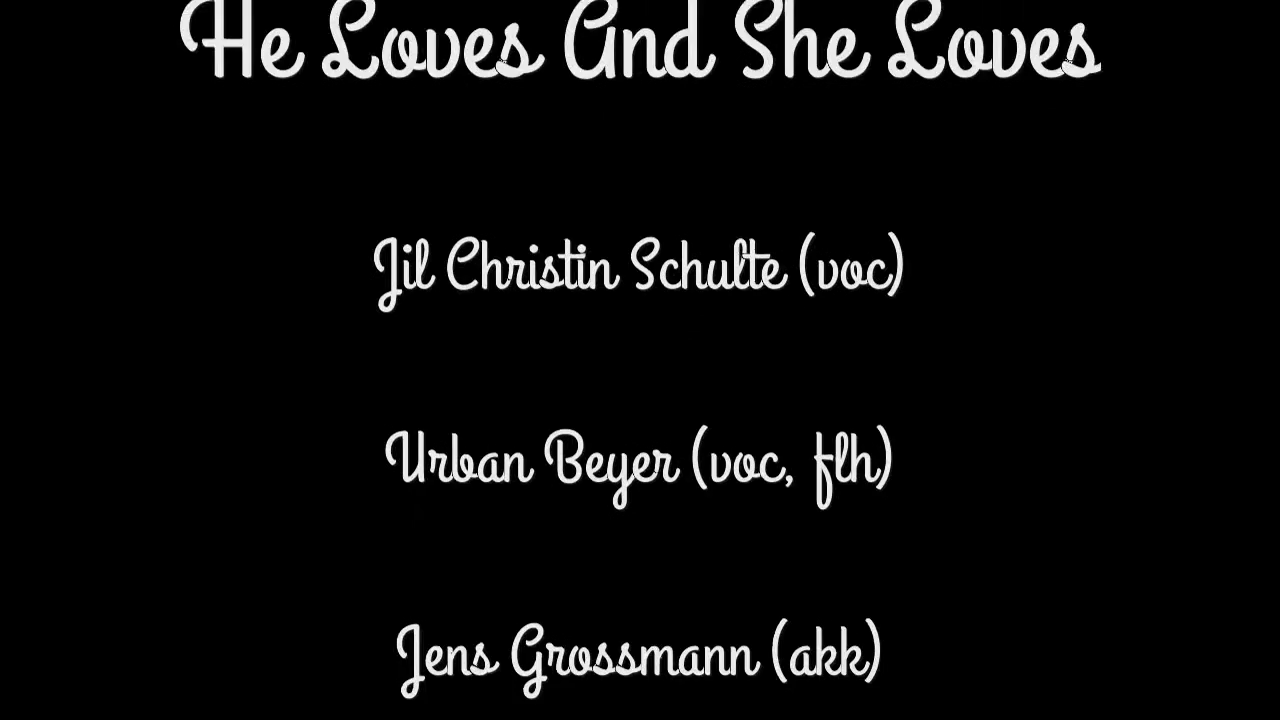 He Loves And She Loves
Jil Christin Schulte (voc)
Urban Beyer (voc, flh)
Jens Grossmann (akk)